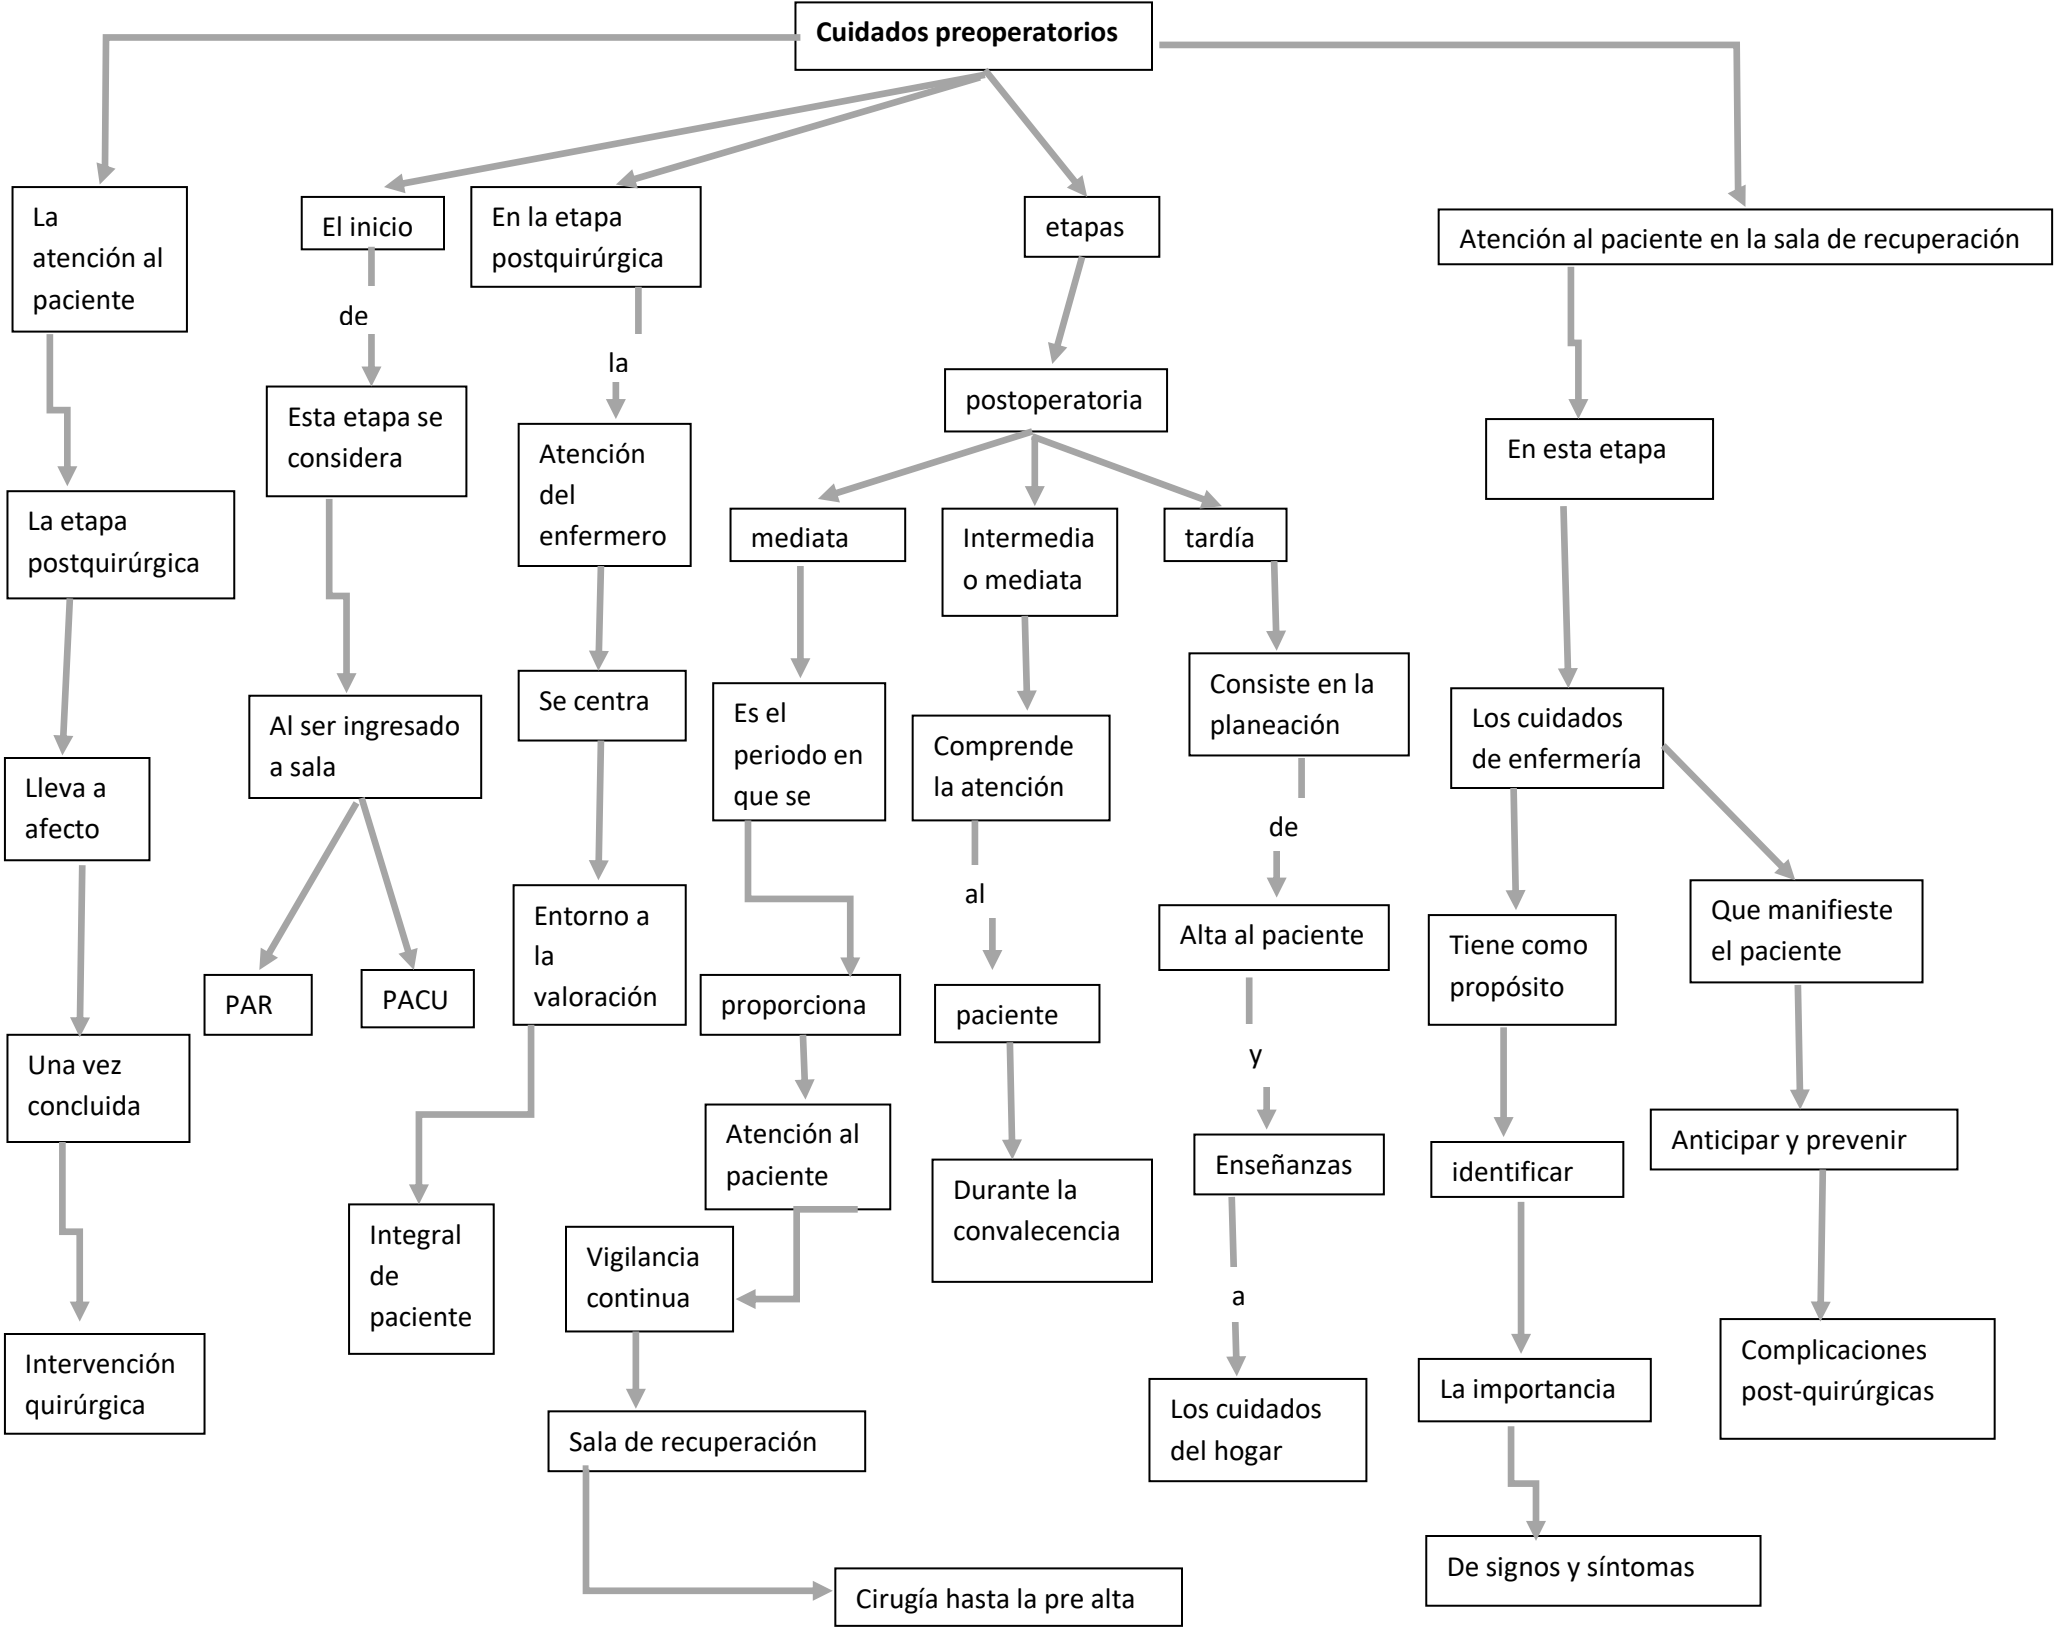 Cuidados preoperatorios
La
atención al
paciente
La etapa
postquirúrgica
Lleva a
afecto
Una vez
concluida
Intervención
quirúrgica
El inicio
de
Esta etapa se
considera
Al ser ingresado
a sala
PAR
PACU
En la etapa
postquirúrgica
la
Atención
del
enfermero
Se centra
Entorno a
la
valoración
Integral
de
paciente
etapas
postoperatoria
mediata
Es el
periodo en
que se
proporciona
Atención al
paciente
Vigilancia
continua
Sala de recuperación
Cirugía hasta la pre alta
Intermedia
o mediata
Comprende
la atención
al
paciente
Durante la
convalecencia
tardía
Consiste en la
planeación
de
Alta al paciente
y
Enseñanzas
a
Los cuidados
del hogar
Atención al paciente en la sala de recuperación
En esta etapa
Los cuidados
de enfermería
Tiene como
propósito
identificar
La importancia
De signos y síntomas
Que manifieste
el paciente
Anticipar y prevenir
Complicaciones
post-quirúrgicas